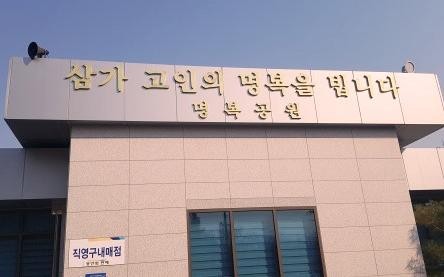 삼가 고인의 명복을 빕니다
명복공원
직영구내매점